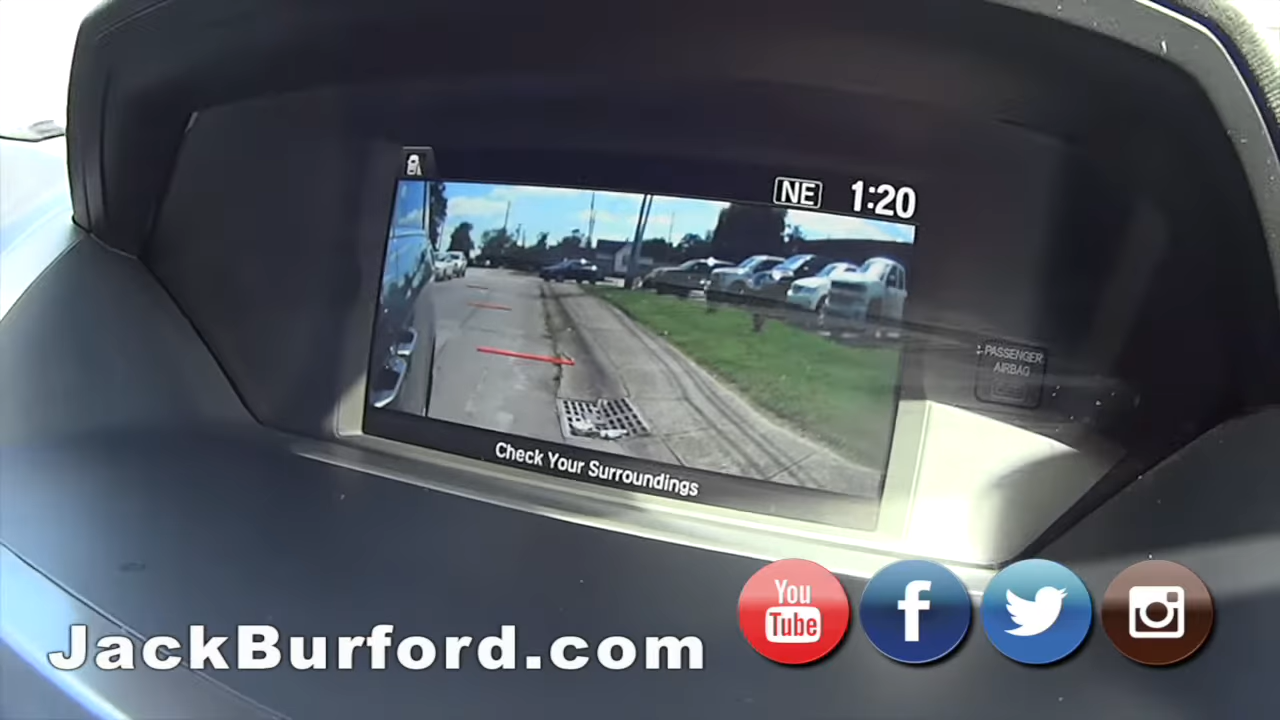 NE 1:20
PASSENGER
AIRBAG
Check Your Surroundings
You
Tube
f
JackBurford.com